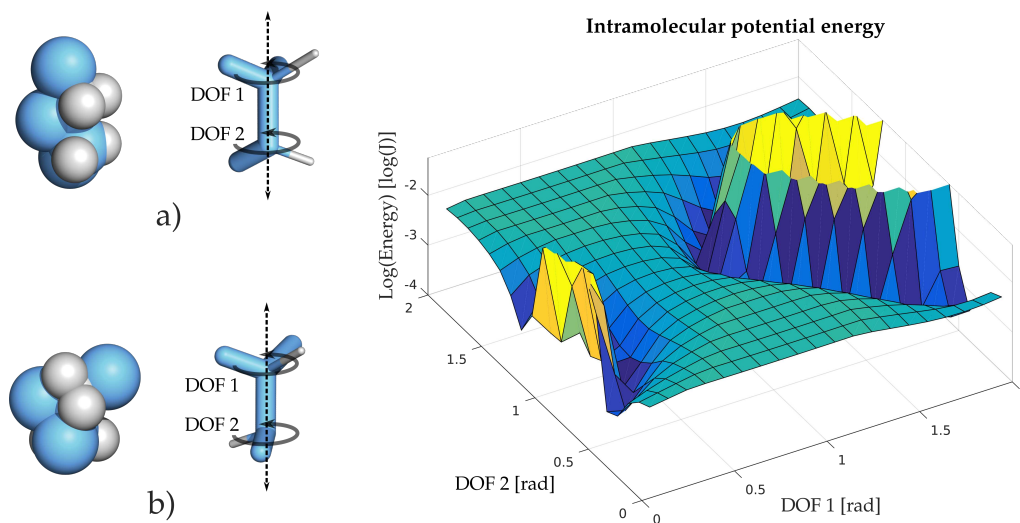 DOF 1
DOF 2
a)
DOF 1
DOF 2
b)
Intramolecular potential energy
Log(Energy) [log(J)]
-2
-3
-4
2
1.5
1
0.5
0
0
0.5
1
1.5
DOF 2 [rad]
DOF 1 [rad]